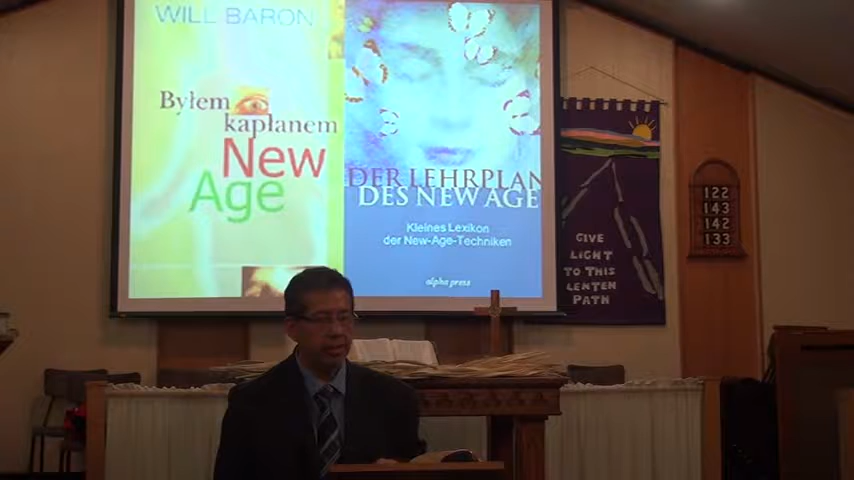 WILL BARON
Byłem
kapłanem
New
Age
DER LEHRPLAN
DES NEW AGE
Kleines Lexikon
der New-Age-Techniken
alpha press
GIVE
LIGHT
TO THIS
LENTEN
PATH
122
143
142
133